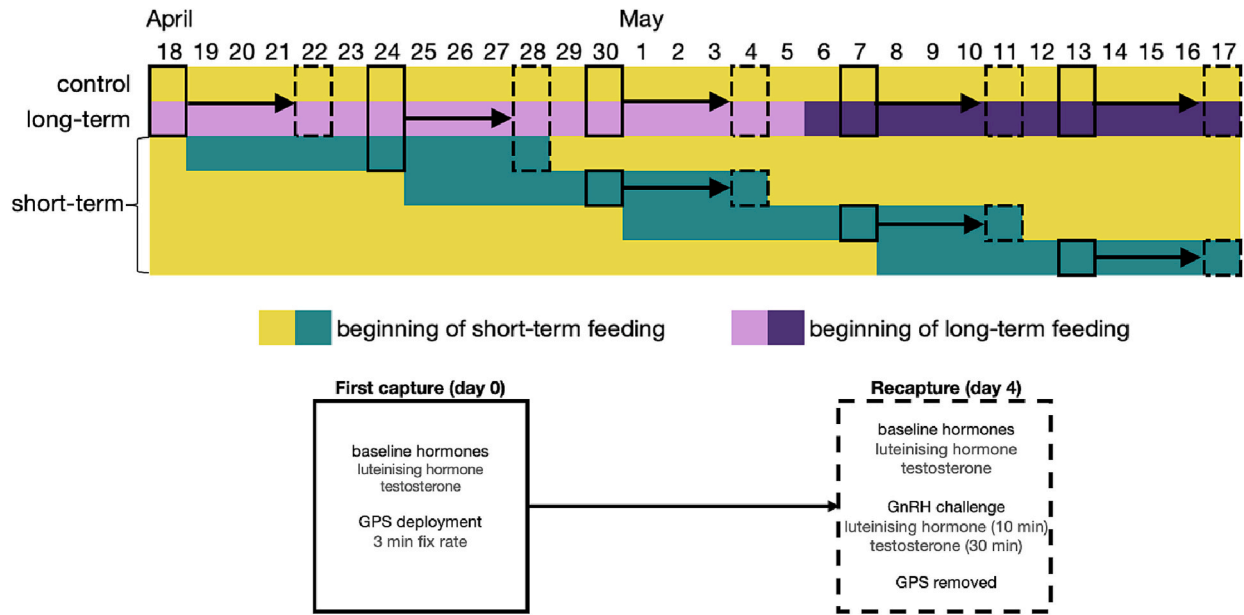 April May
18 19 20 21 22 23 24 25 26 27 28 29 30 1 2 3 4 5 6 7 8 9 10 11 12 13 14 15 16 17
control
long-term
short-term
beginning of short-term feeding beginning of long-term feeding
First capture (day 0)
baseline hormones
luteinising hormone
testosterone
GPS deployment
3 min fix rate
Recapture (day 4)
baseline hormones
luteinising hormone
testosterone
GnRH challenge
luteinising hormone (10 min)
testosterone (30 min)
GPS removed